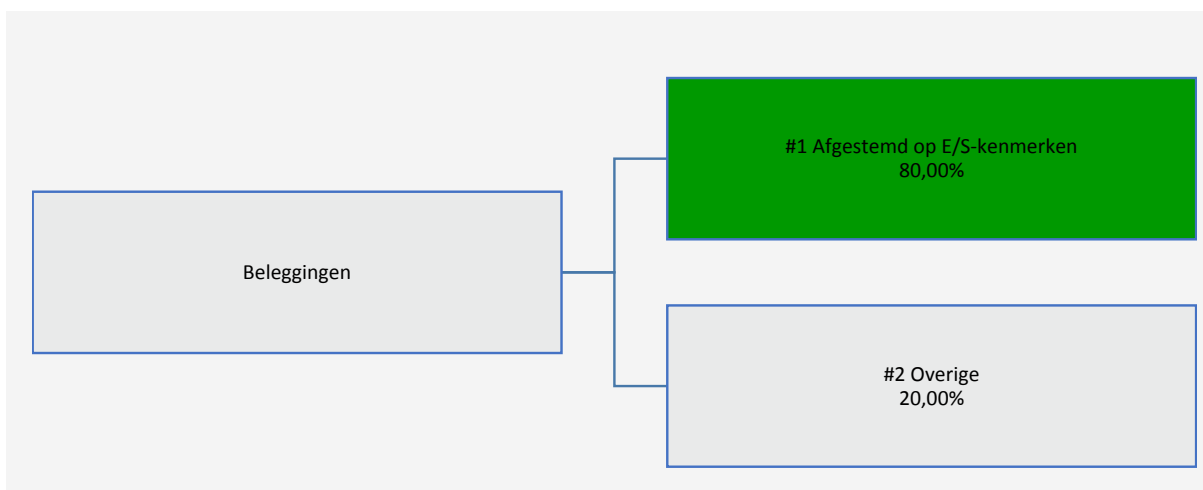 #1 Afgestemd op E/S-kenmerken
80,00%
Beleggingen
#2 Overige
20,00%